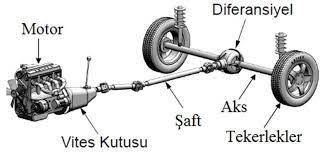 Diferansiyel
Motor
Şaft
Aks
Vites Kutusu
Tekerlekler